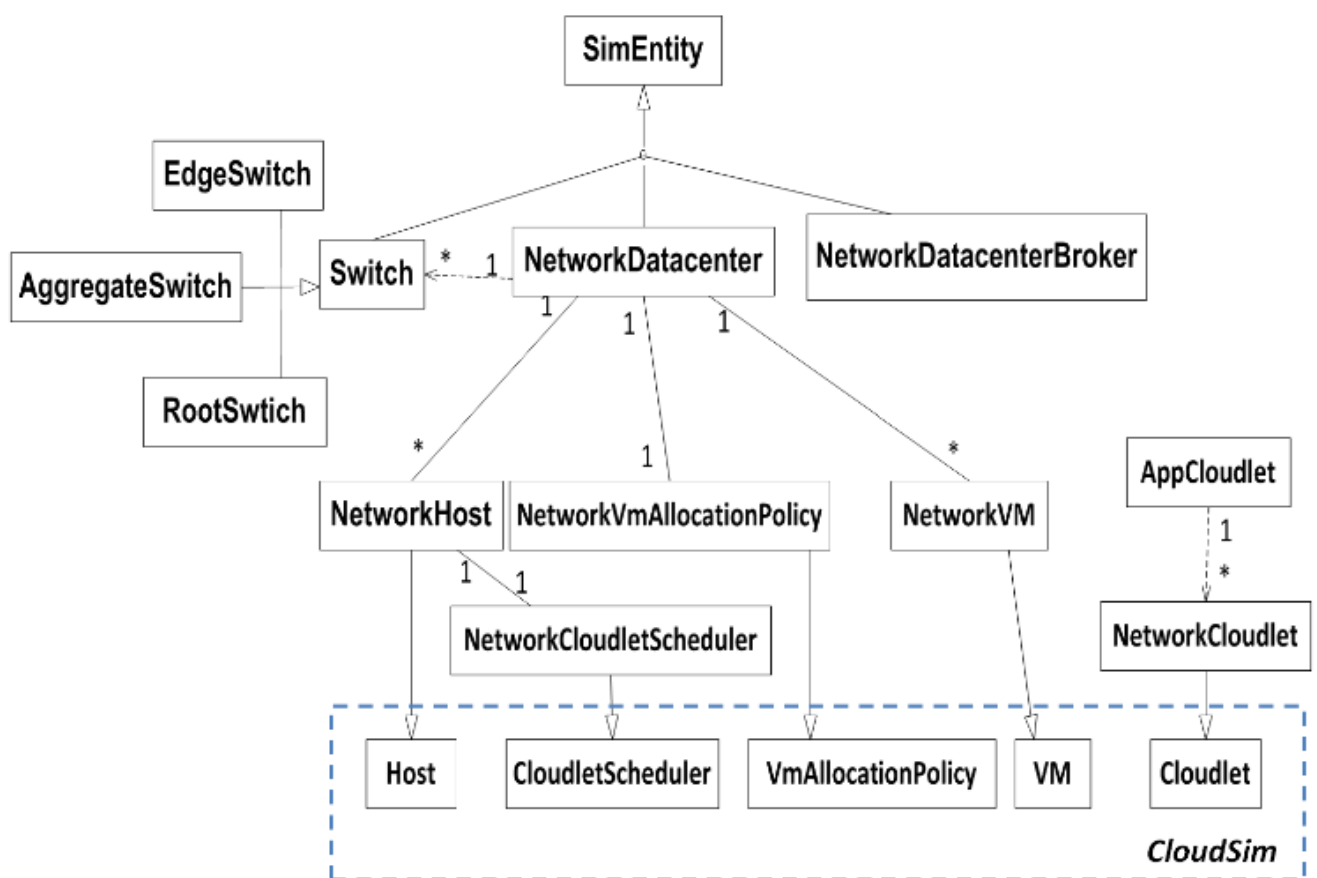 SimEntity
EdgeSwitch
AggregateSwitch
Switch
* 1
NetworkDatacenter
NetworkDatacenterBroker
1
1
1
RootSwtich
*
1
*
AppCloudlet
NetworkHost
NetworkVmAllocationPolicy
NetworkVM
1
*
1
1
NetworkCloudletScheduler
NetworkCloudlet
Host
CloudletScheduler
VmAllocationPolicy
VM
Cloudlet
CloudSim